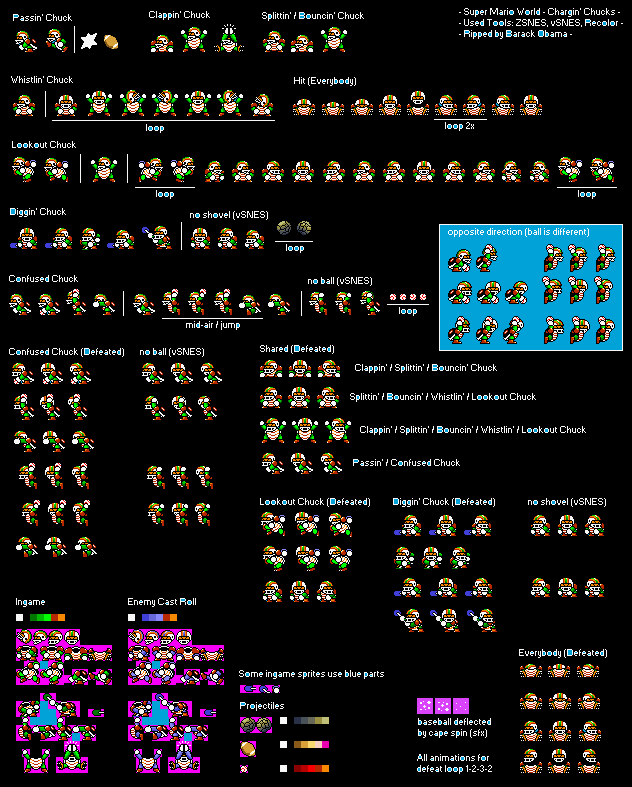 - Super Mario World - Chargin' Chucks -
- Used Tools: ZSNES, vSNES, Recolor -
- Ripped by Barack Obama -
Passin' Chuck
Clappin' Chuck
Splittin' / Bouncin' Chuck
Whistlin' Chuck
Hit (Everybody)
loop
loop 2x
Lookout Chuck
loop
loop
Diggin' Chuck
no shovel (vSNES)
loop
opposite direction (ball is different)
Confused Chuck
no ball (vSNES)
mid-air / jump
loop
Confused Chuck (Defeated)
no ball (vSNES)
Shared (Defeated)
Clappin' / Splittin' / Bouncin' Chuck
Splittin' / Bouncin' / Whistlin' / Lookout Chuck
Clappin' / Splittin' / Bouncin' / Whistlin' / Lookout Chuck
Passin' / Confused Chuck
Lookout Chuck (Defeated)
Diggin' Chuck (Defeated)
no shovel (vSNES)
Ingame
Enemy Cast Roll
Everybody (Defeated)
Some ingame sprites use blue parts
Projectiles
baseball deflected
by cape spin (sfx)
All animations for
defeat loop 1-2-3-2